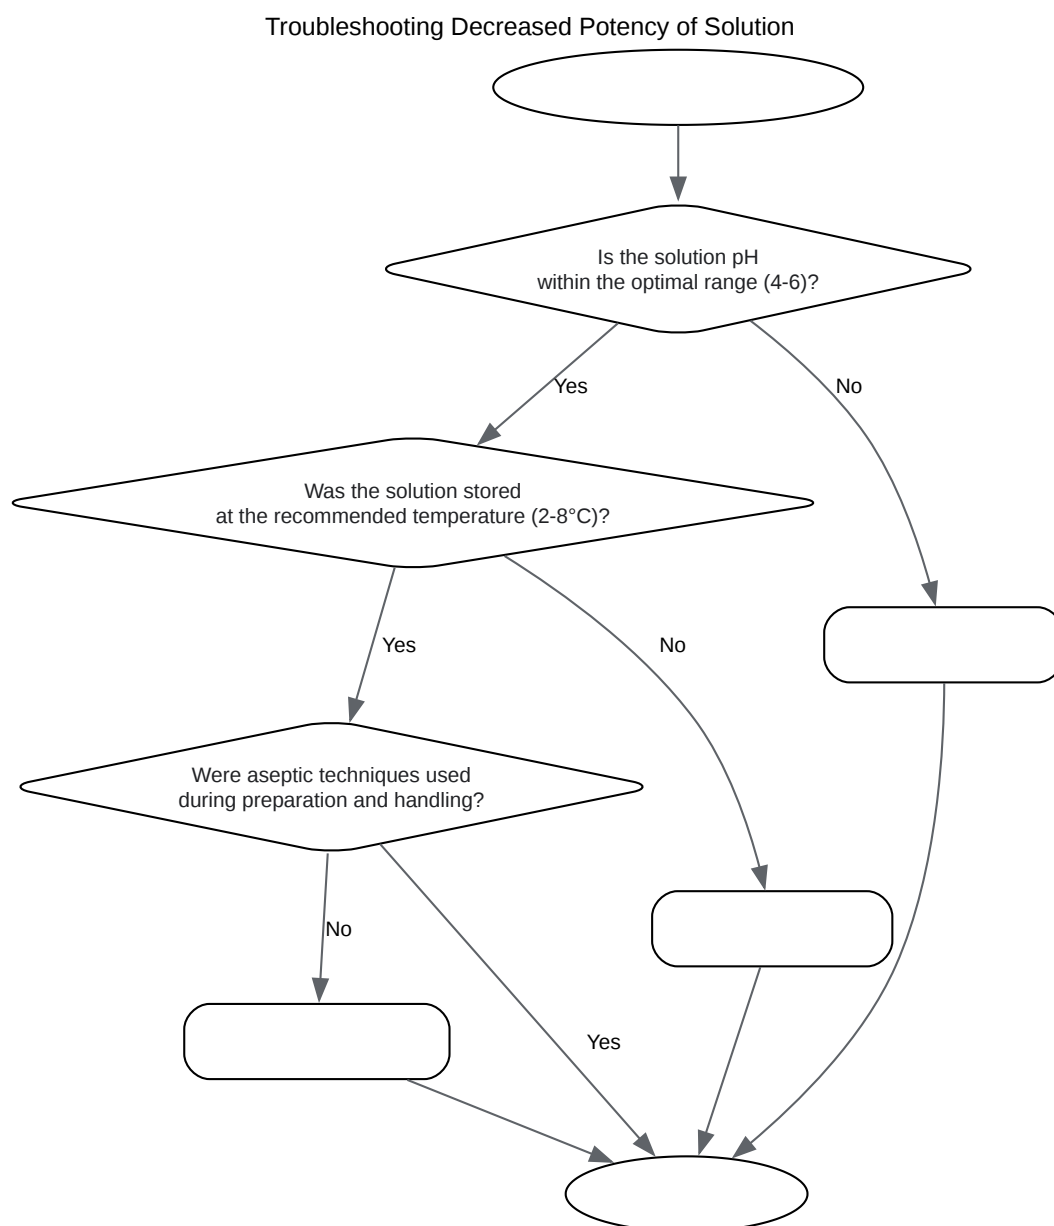 Troubleshooting Decreased Potency of Solution
Is the solution pH
within the optimal range (4-6)?
Yes
No
Was the solution stored
at the recommended temperature (2-8°C)?
Yes
No
Were aseptic techniques used
during preparation and handling?
No
Yes